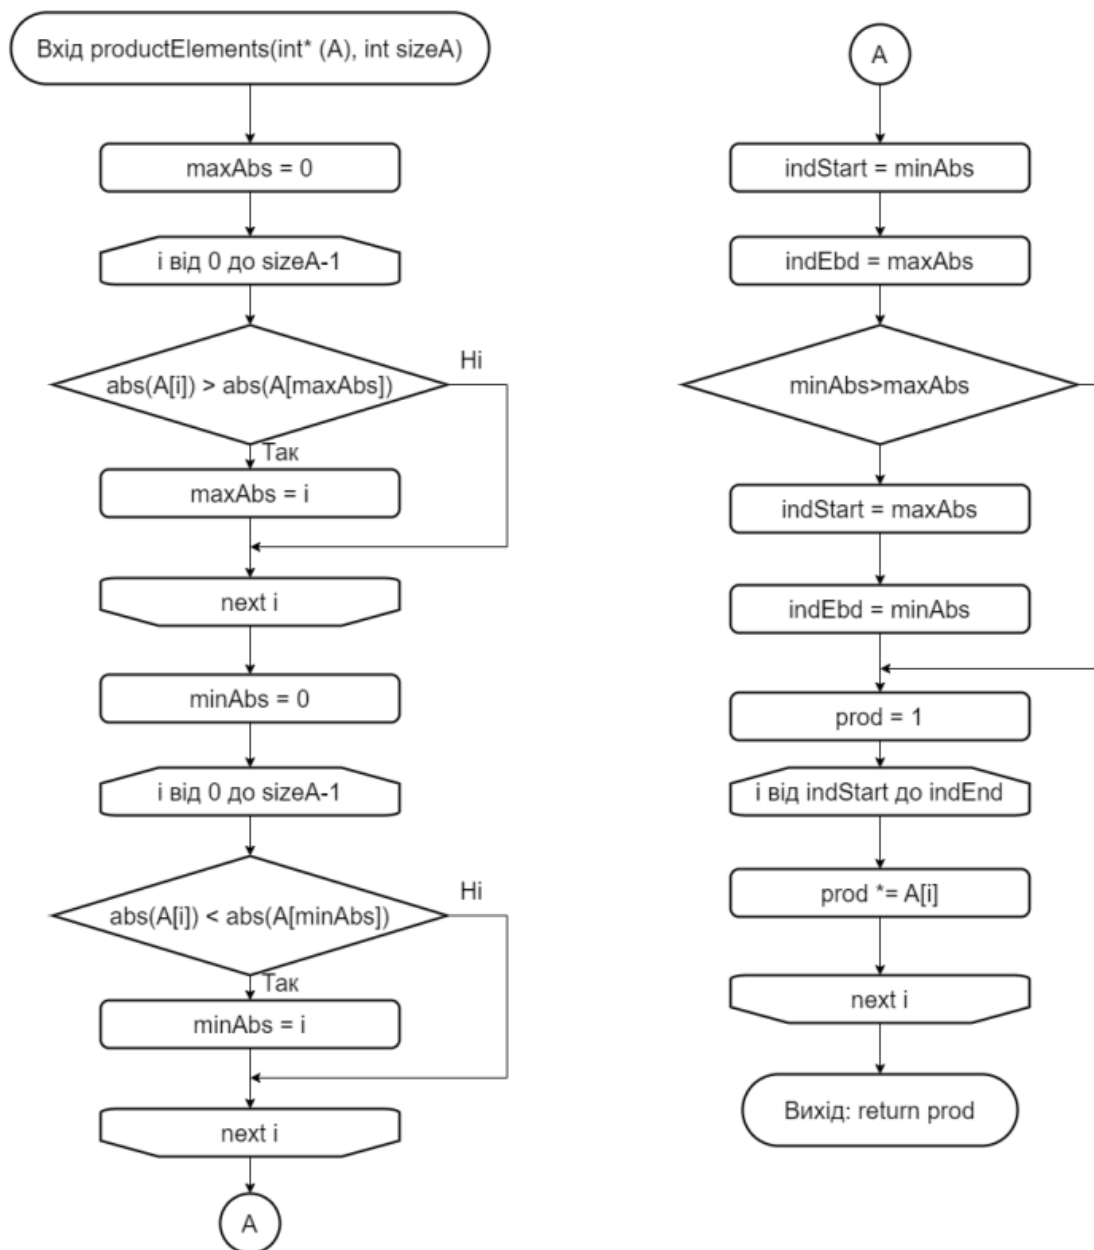 Вхід productElements(int* (A), int sizeA)
maxAbs = 0
і від 0 до sizeA-1
Ні
abs(A[i]) > abs(A[maxAbs])
Так
maxAbs = i
next i
minAbs = 0
і від 0 до sizeA-1
Ні
abs(A[i]) < abs(A[minAbs])
Так
minAbs = i
next i
A
A
indStart = minAbs
indEbd = maxAbs
minAbs>maxAbs
indStart = maxAbs
indEbd = minAbs
prod = 1
і від indStart до indEnd
prod *= A[i]
next i
Вихід: return prod